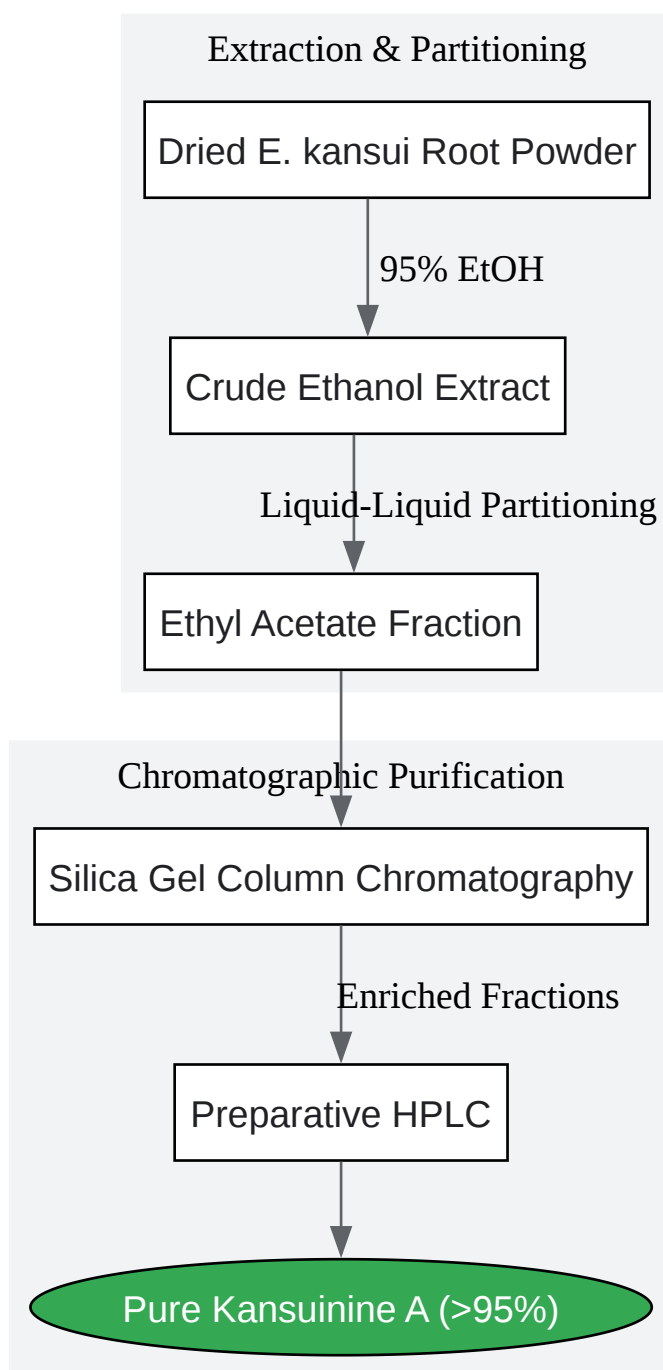 Extraction & Partitioning
Dried E. kansui Root Powder
95% EtOH
Crude Ethanol Extract
Liquid-Liquid Partitioning
Ethyl Acetate Fraction
Chromatographic Purification
Silica Gel Column Chromatography
Enriched Fractions
Preparative HPLC
Pure Kansuinine A (>95%)